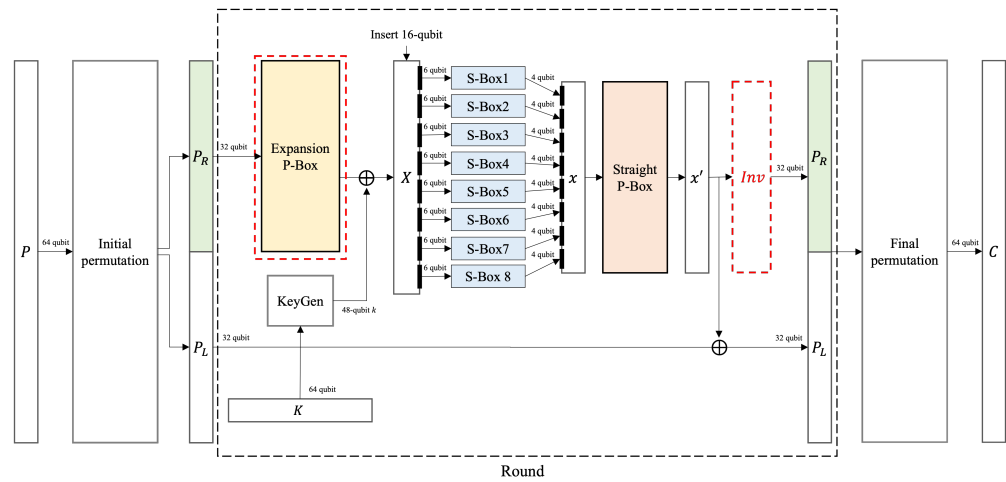 Insert 16-qubit
P
64 qubit
Initial
permutation
P_R
P_L
32 qubit
32 qubit
Expansion
P-Box
⊕
KeyGen
48-qubit k
64 qubit
K
X
6 qubit
S-Box1
4 qubit
6 qubit
S-Box2
4 qubit
6 qubit
S-Box3
4 qubit
6 qubit
S-Box4
4 qubit
6 qubit
S-Box5
4 qubit
6 qubit
S-Box6
4 qubit
6 qubit
S-Box7
4 qubit
6 qubit
S-Box 8
4 qubit
x
Straight
P-Box
x′
Inv
⊕
32 qubit
32 qubit
P_R
P_L
Final
permutation
64 qubit
C
Round